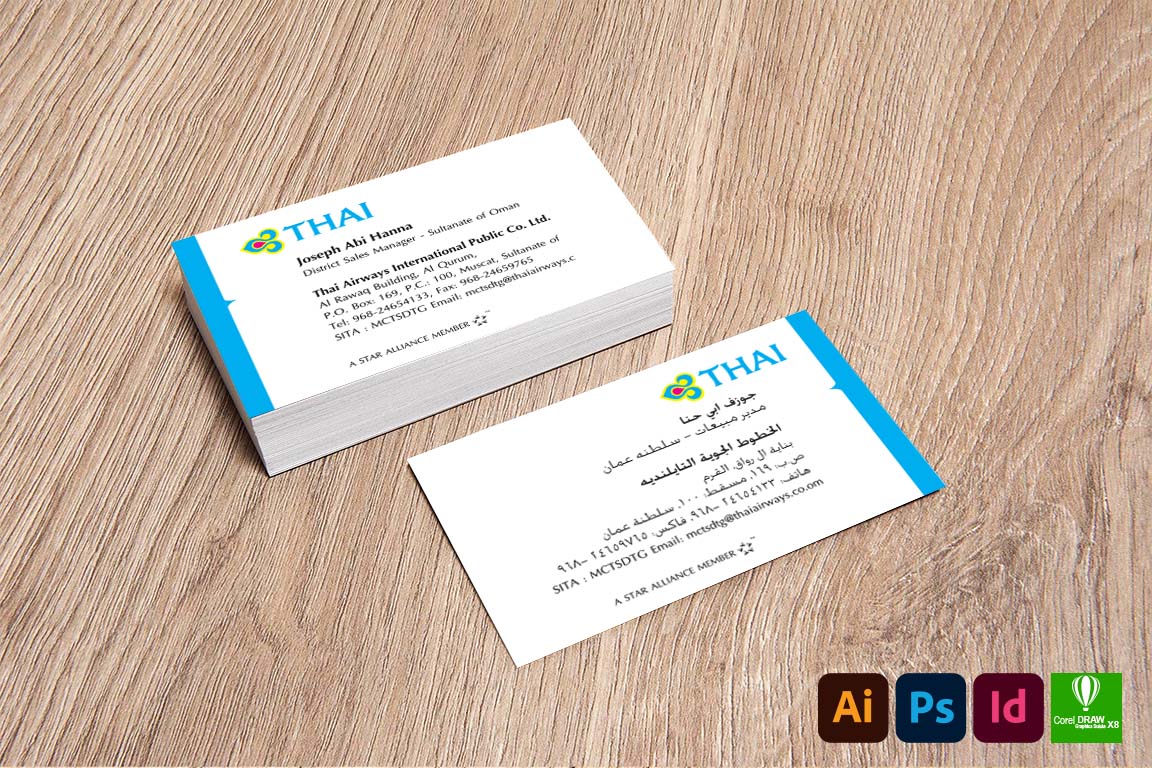 THAI
Joseph Abi Hanna
District Sales Manager - Sultanate of Oman
Thai Airways International Public Co. Ltd.
Al Rawaq Building, Al Qurum,
P.O. Box: 169, P.C.: 100, Muscat, Sultanate of
Tel: 968-24654133, Fax: 968-24659765
SITA : MCTSDTG Email: mctsdtg@thaiairways.c
A STAR ALLIANCE MEMBER
THAI
جوزف ابي حنا
مدير مبيعات – سلطنه عمان
الخطوط الجوية التايلنديه
بناية ال رواق, القرم
ص.ب: ١٦٩, مسقط, ١٠٠, سلطنة عمان
هاتف: ٢٤٦٥٤١٣٣ –٩٦٨, فاكس: ٢٤٦٥٩٧٦٥ –٩٦٨
SITA : MCTSDTG Email: mctsdtg@thaiairways.co.om
A STAR ALLIANCE MEMBER
Ai
Ps
Id
Corel DRAW
Graphics Suite X8